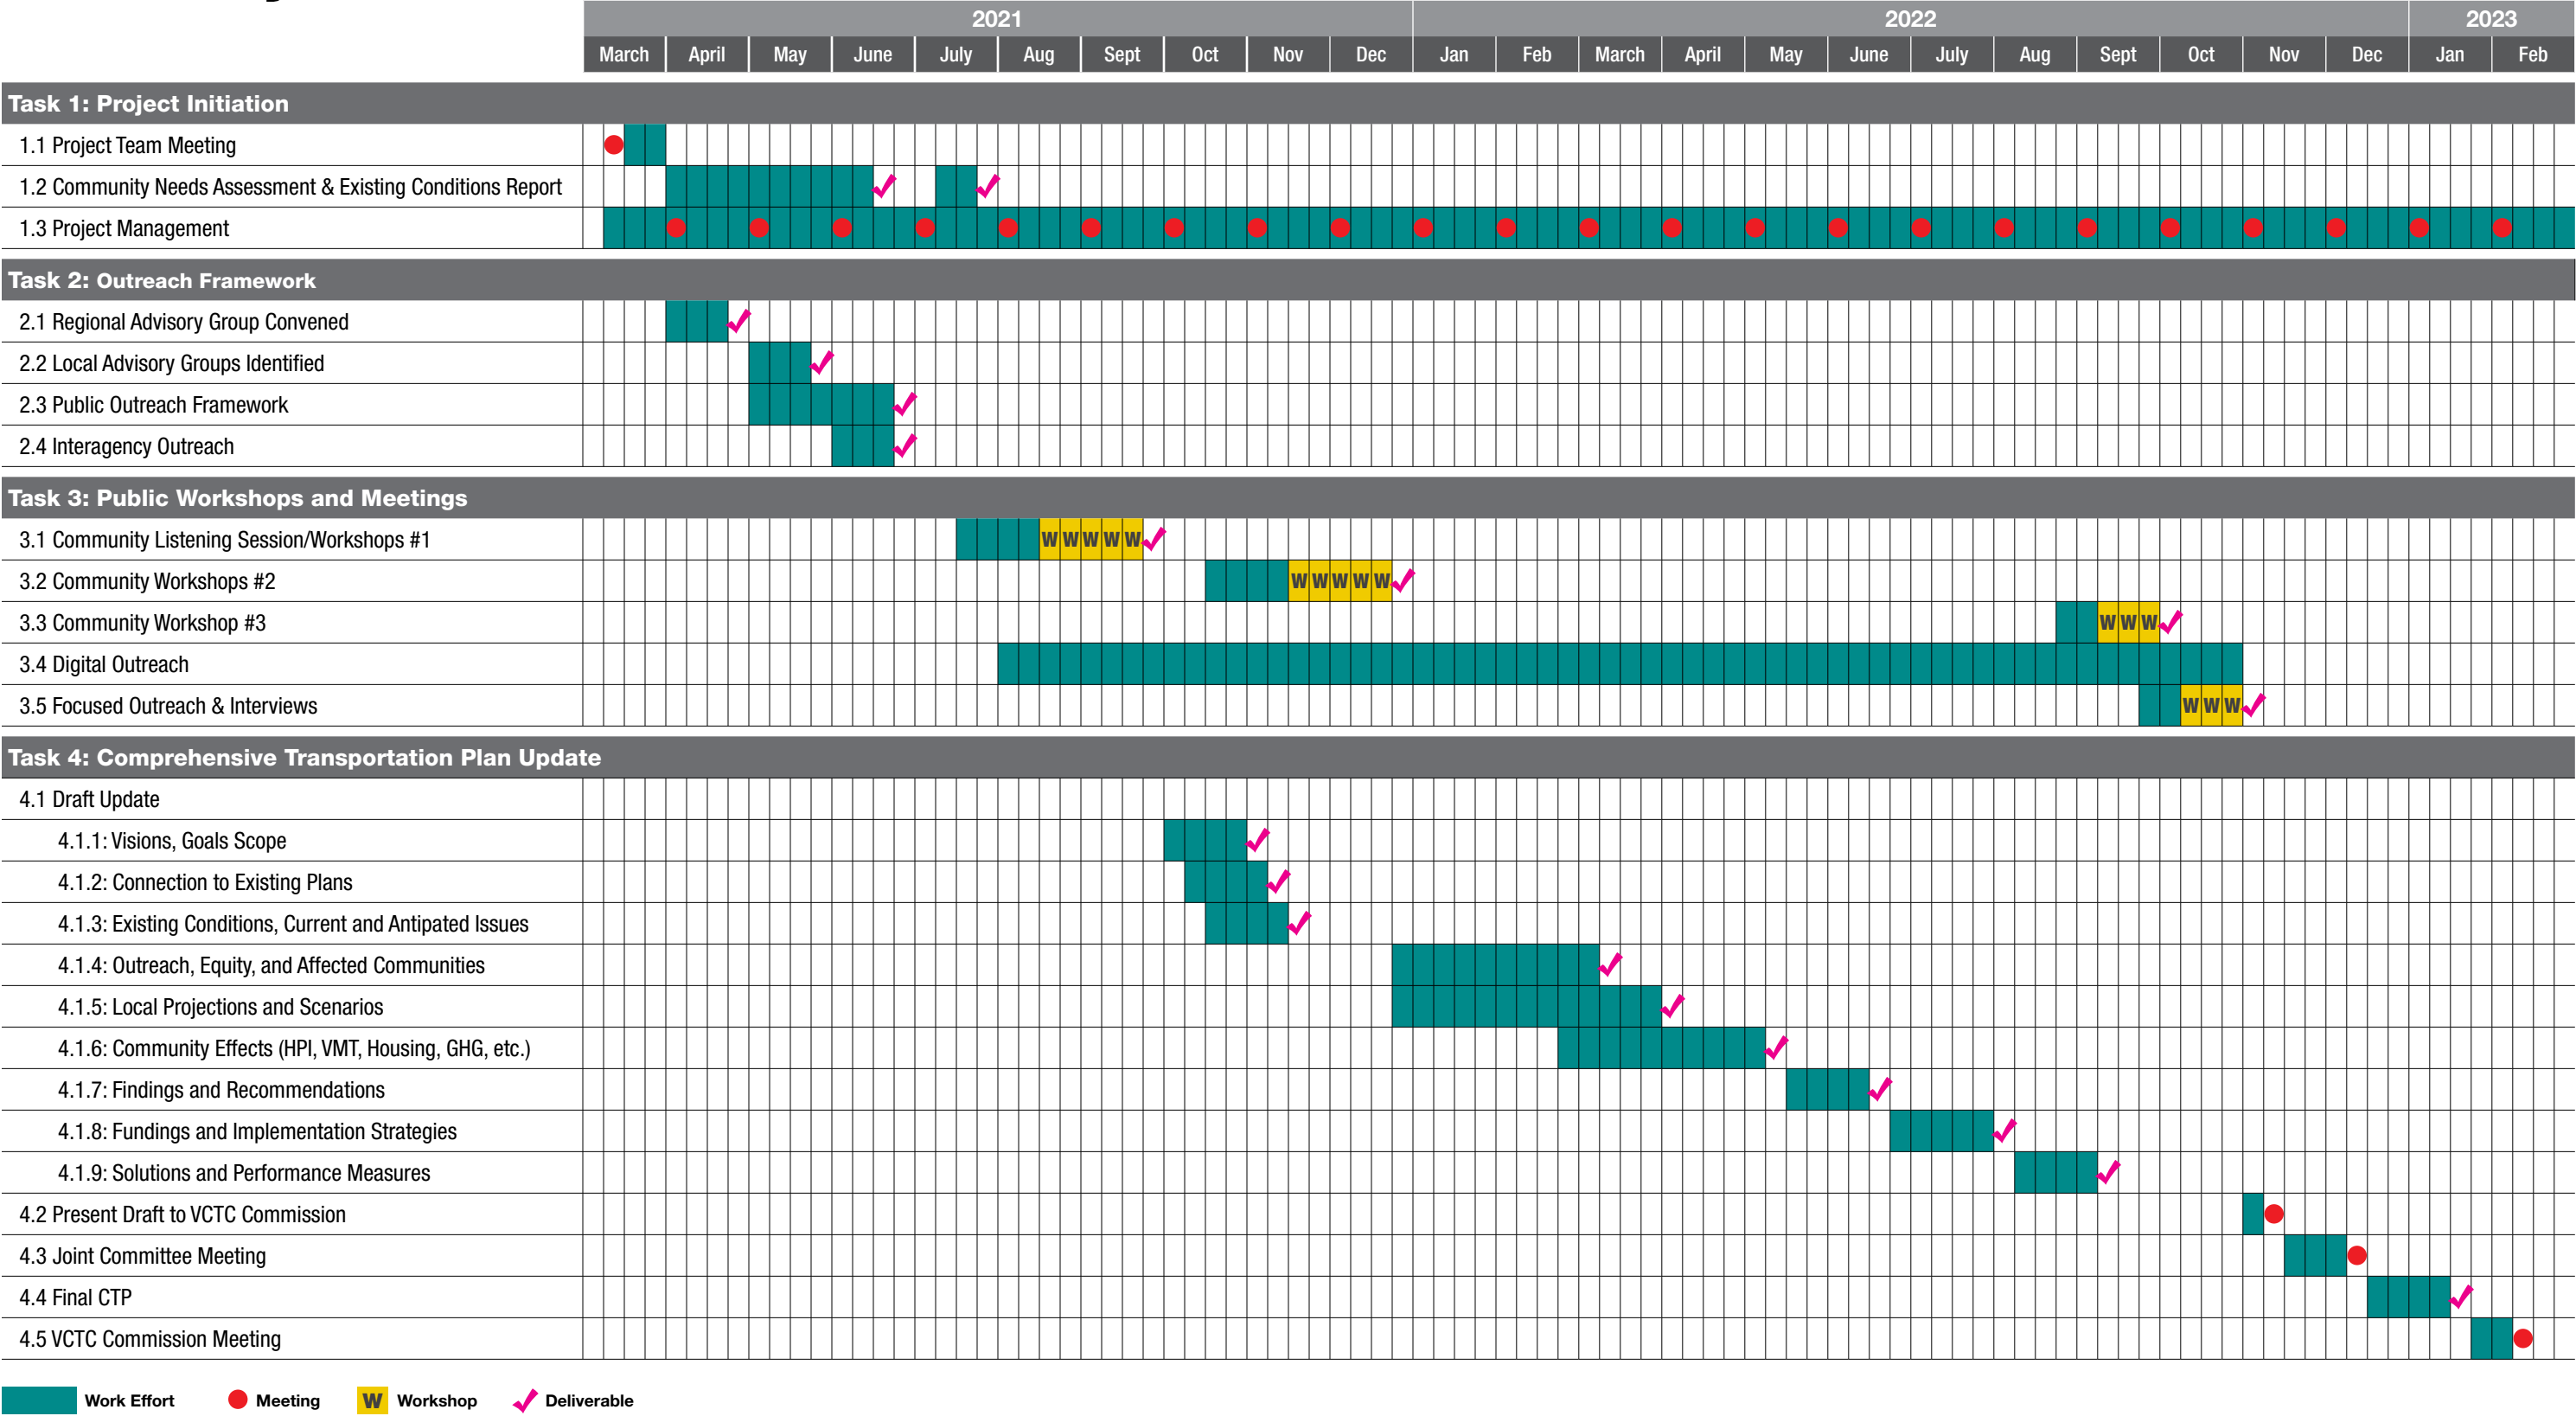 2021 2022 2023
March April May June July Aug Sept Oct Nov Dec Jan Feb March April May June July Aug Sept Oct Nov Dec Jan Feb
Task 1: Project Initiation
1.1 Project Team Meeting
1.2 Community Needs Assessment & Existing Conditions Report
1.3 Project Management
Task 2: Outreach Framework
2.1 Regional Advisory Group Convened
2.2 Local Advisory Groups Identified
2.3 Public Outreach Framework
2.4 Interagency Outreach
Task 3: Public Workshops and Meetings
3.1 Community Listening Session/Workshops #1 W W W W W
3.2 Community Workshops #2 W W W W W
3.3 Community Workshop #3 W W W
3.4 Digital Outreach
3.5 Focused Outreach & Interviews W W W
Task 4: Comprehensive Transportation Plan Update
4.1 Draft Update
4.1.1: Visions, Goals Scope
4.1.2: Connection to Existing Plans
4.1.3: Existing Conditions, Current and Antipated Issues
4.1.4: Outreach, Equity, and Affected Communities
4.1.5: Local Projections and Scenarios
4.1.6: Community Effects (HPI, VMT, Housing, GHG, etc.)
4.1.7: Findings and Recommendations
4.1.8: Fundings and Implementation Strategies
4.1.9: Solutions and Performance Measures
4.2 Present Draft to VCTC Commission
4.3 Joint Committee Meeting
4.4 Final CTP
4.5 VCTC Commission Meeting
Work Effort Meeting W Workshop Deliverable